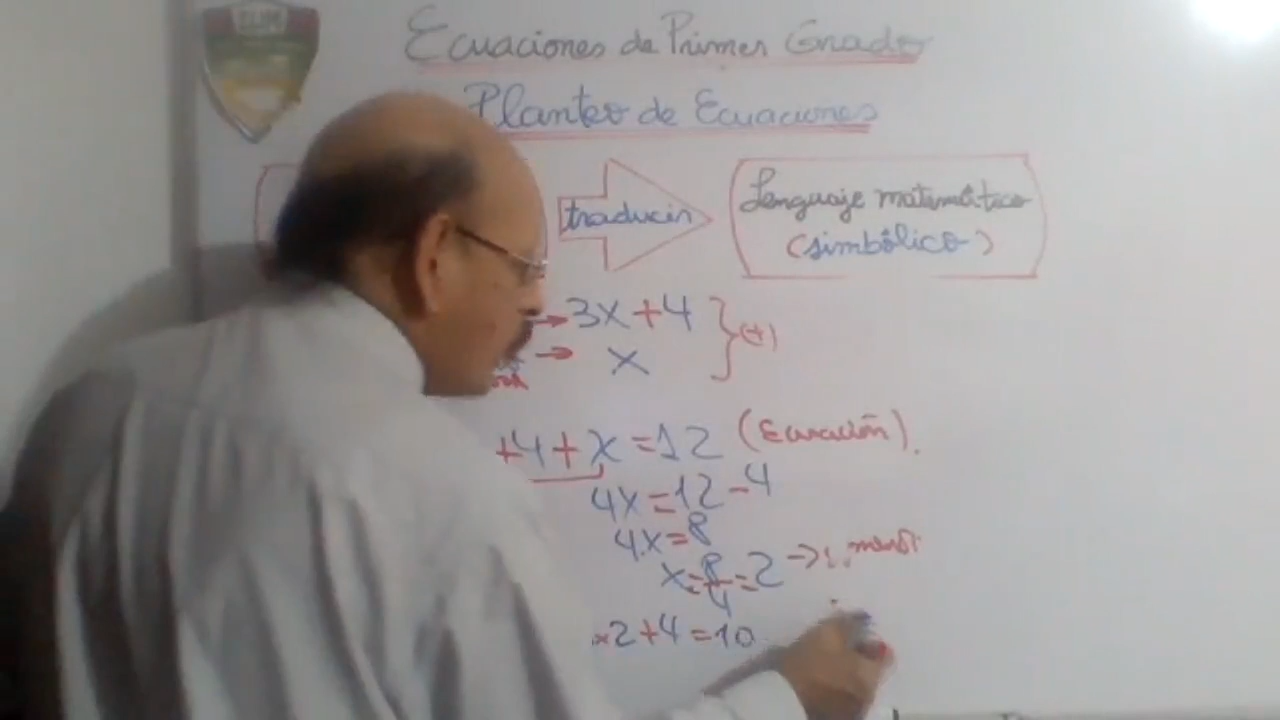 Ecuaciones de Primer Grado
Planteo de Ecuaciones
traducir
Lenguaje matemático
(simbólico)
→ 3x + 4
→ x
} (+)
+4+x=12 (Ecuación).
4x=12-4
4x=8
x=8/4=2 →
×2+4=10